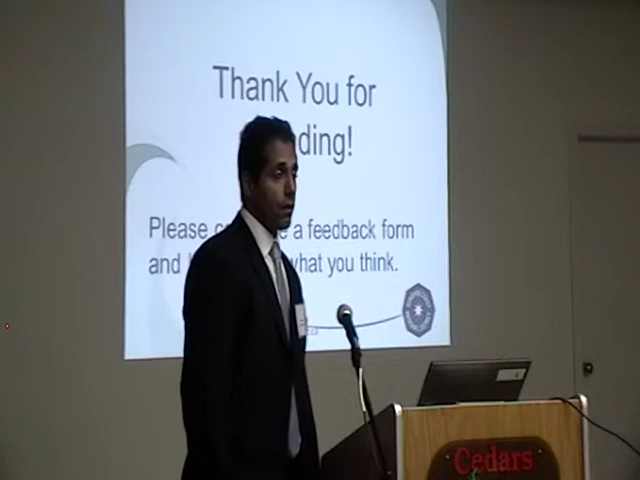 Thank You for
ding!
Please e a feedback form
and what you think.
Cedars